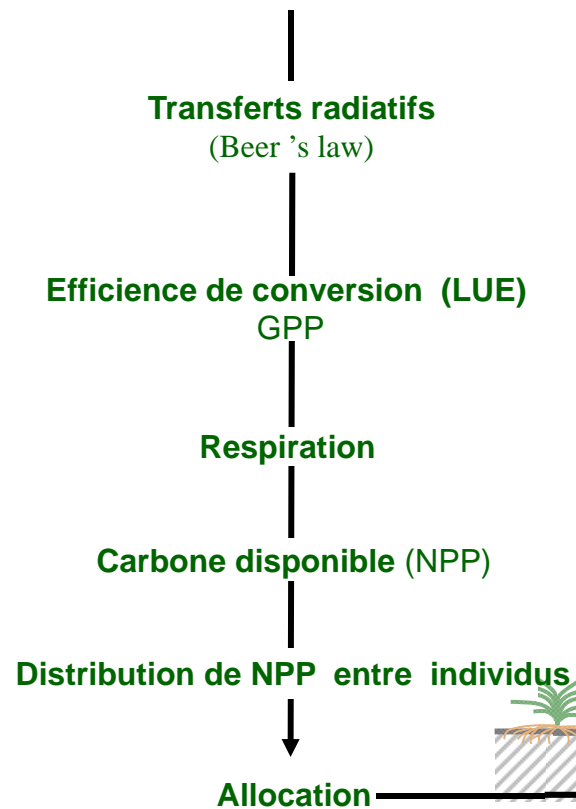 Transferts radiatifs
(Beer ’s law)
Efficience de conversion (LUE)
GPP
Respiration
Carbone disponible (NPP)
Distribution de NPP entre individus
Allocation